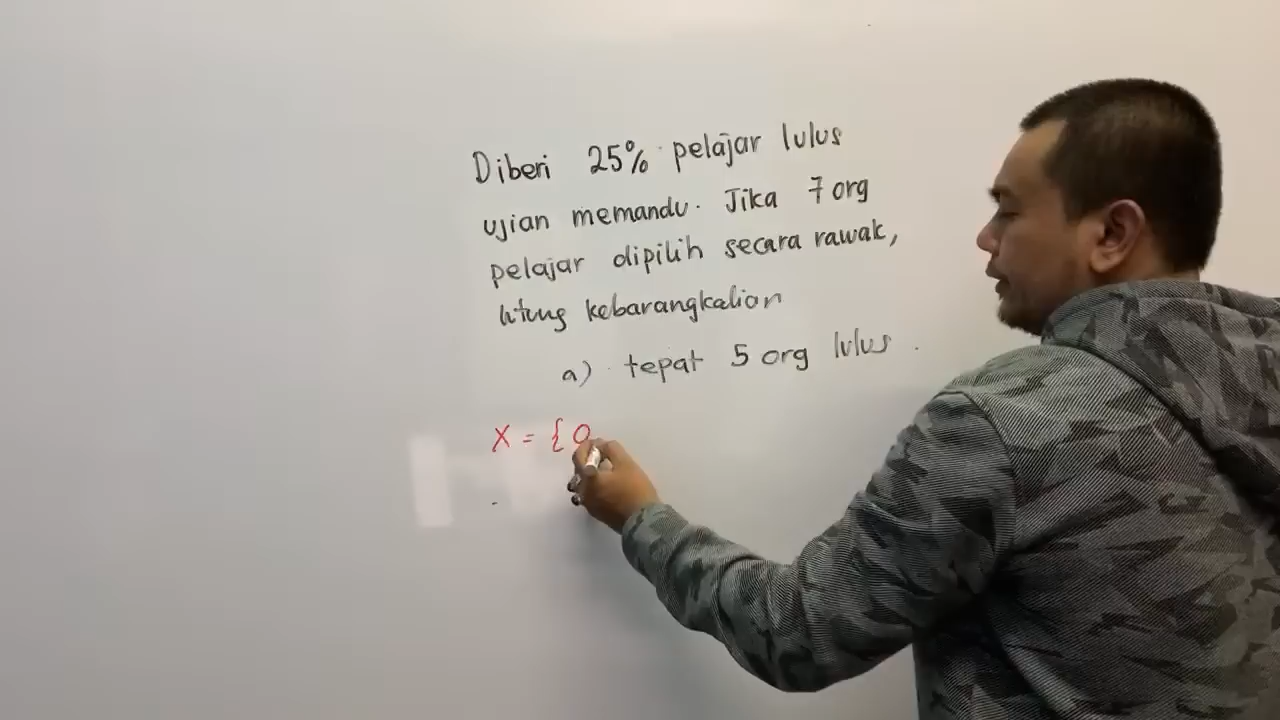 Diberi 25% pelajar lulus
ujian memandu. Jika 7 org
pelajar dipilih secara rawak,
hitung kebarangkalian
a) tepat 5 org lulus.
X = { 0